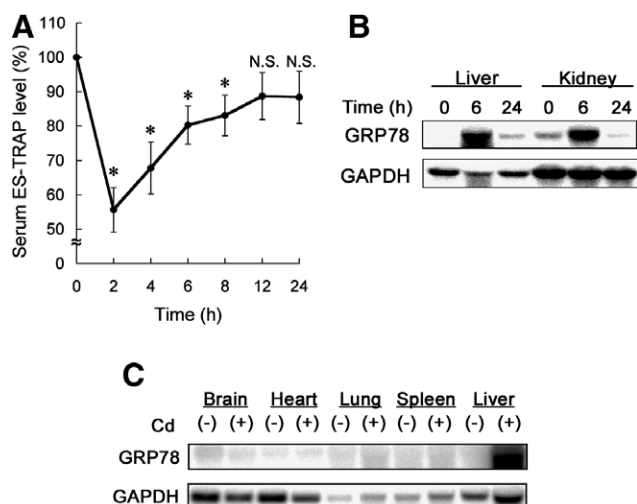 A
Serum ES-TRAP level (%)
110
100
90
80
70
60
50
0
*
*
*
*
N.S.
N.S.
0 2 4 6 8 12 24
Time (h)
B
Liver Kidney
Time (h) 0 6 24 0 6 24
GRP78
GAPDH
C
Brain Heart Lung Spleen Liver
Cd (-) (+) (-) (+) (-) (+) (-) (+) (-) (+)
GRP78
GAPDH